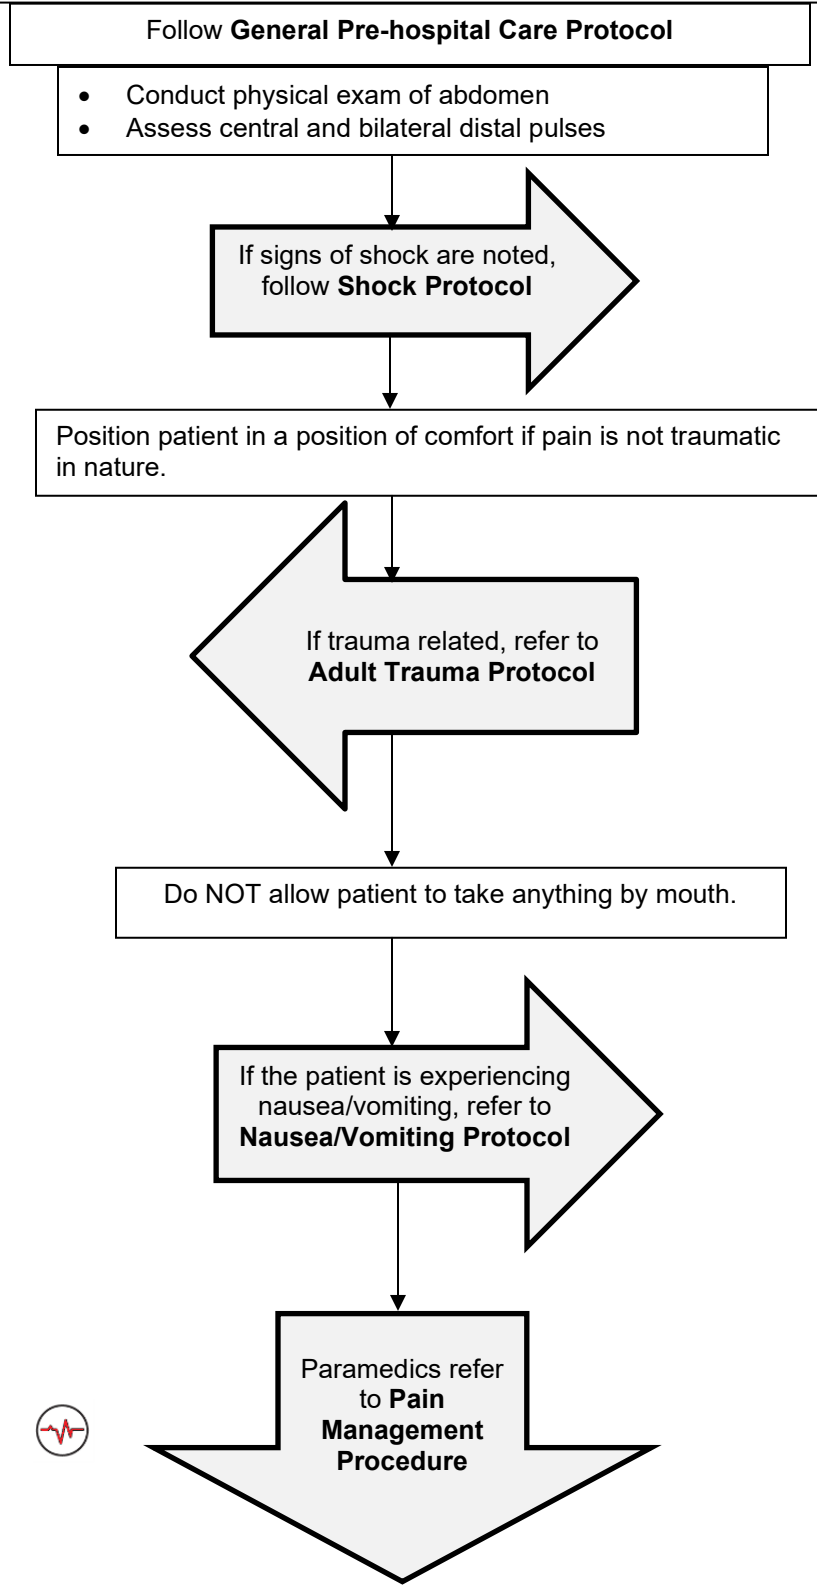 Follow General Pre-hospital Care Protocol
• Conduct physical exam of abdomen
• Assess central and bilateral distal pulses
If signs of shock are noted,
follow Shock Protocol
Position patient in a position of comfort if pain is not traumatic
in nature.
If trauma related, refer to
Adult Trauma Protocol
Do NOT allow patient to take anything by mouth.
If the patient is experiencing
nausea/vomiting, refer to
Nausea/Vomiting Protocol
Paramedics refer
to Pain
Management
Procedure